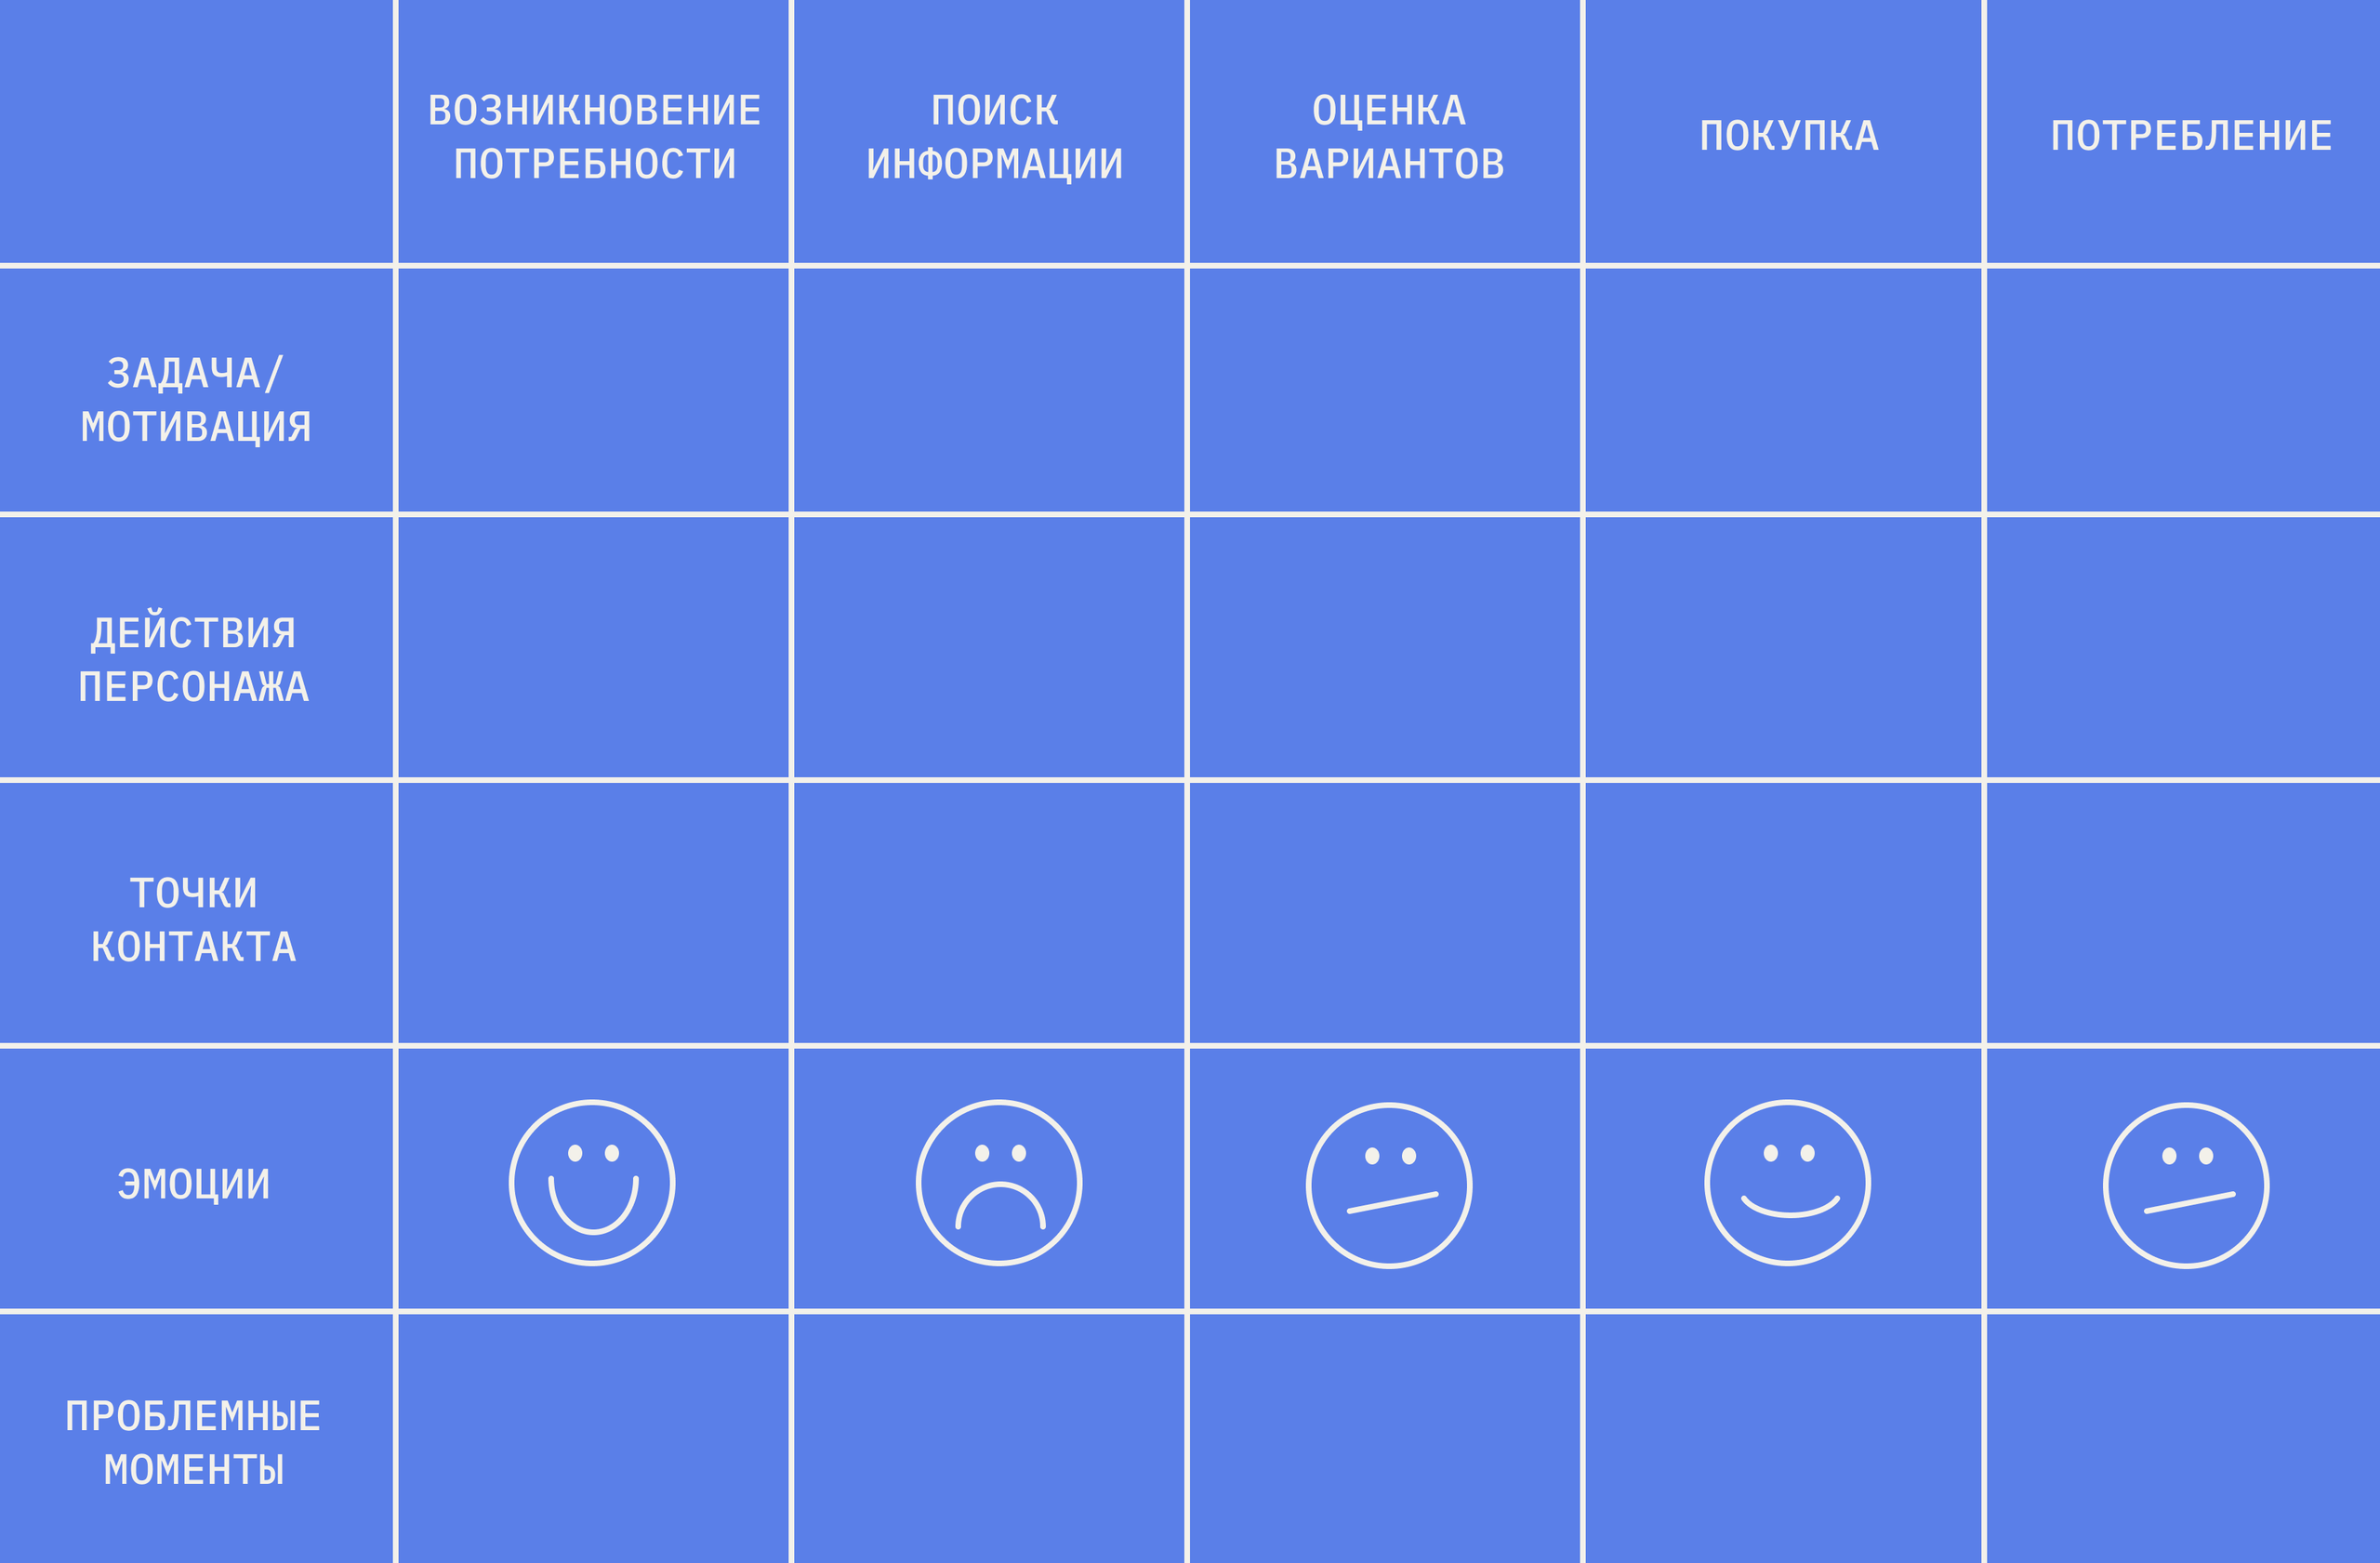 ВОЗНИКНОВЕНИЕ
ПОТРЕБНОСТИ
ПОИСК
ИНФОРМАЦИИ
ОЦЕНКА
ВАРИАНТОВ
ПОКУПКА
ПОТРЕБЛЕНИЕ
ЗАДАЧА/
МОТИВАЦИЯ
ДЕЙСТВИЯ
ПЕРСОНАЖА
ТОЧКИ
КОНТАКТА
ЭМОЦИИ
ПРОБЛЕМНЫЕ
МОМЕНТЫ